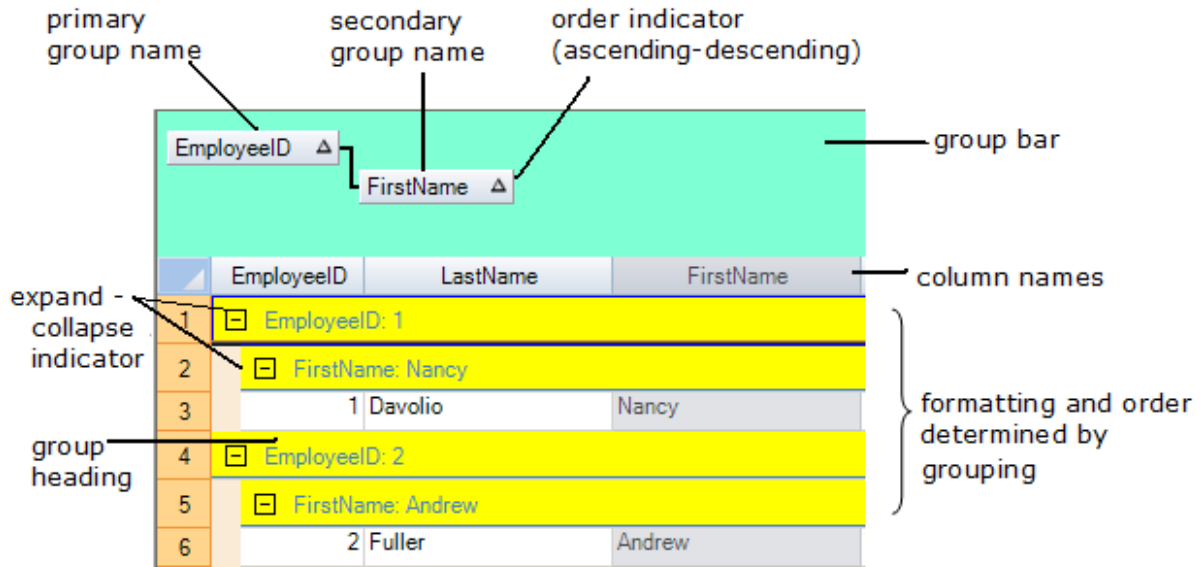 primary
group name
secondary
group name
order indicator
(ascending-descending)
EmployeeID
FirstName
group bar
EmployeeID LastName FirstName
column names
expand -
collapse
indicator
1 EmployeeID: 1
2 FirstName: Nancy
3 1 Davolio Nancy
group
heading
4 EmployeeID: 2
5 FirstName: Andrew
6 2 Fuller Andrew
formatting and order
determined by
grouping